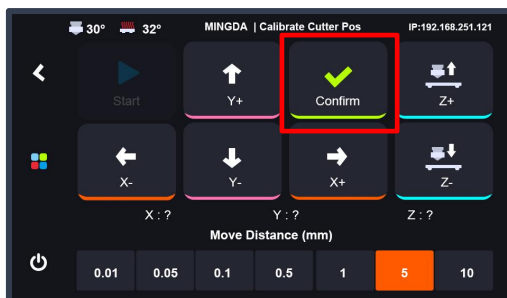 30° 32° MINGDA | Calibrate Cutter Pos IP:192.168.251.121
Start Y+ Confirm Z+
X- Y- X+ Z-
X : ? Y : ? Z : ?
Move Distance (mm)
0.01 0.05 0.1 0.5 1 5 10